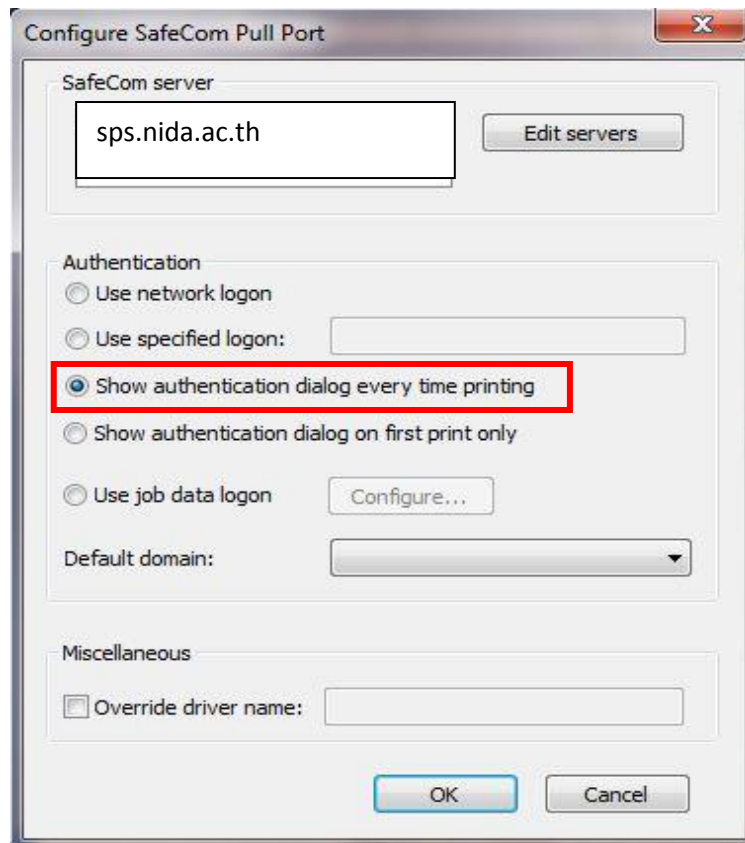 Configure SafeCom Pull Port
SafeCom server
sps.nida.ac.th
Edit servers
Authentication
Use network logon
Use specified logon:
Show authentication dialog every time printing
Show authentication dialog on first print only
Use job data logon
Configure...
Default domain:
Miscellaneous
Override driver name:
OK
Cancel